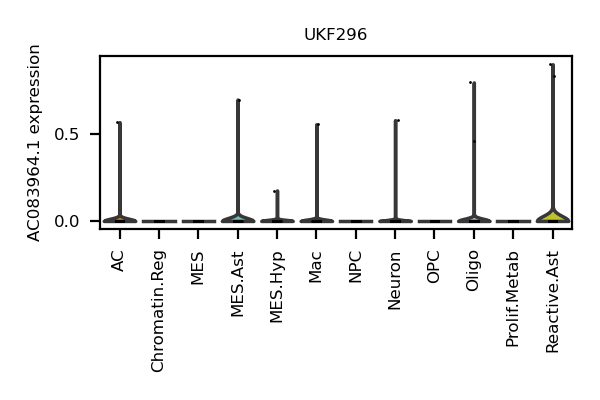 UKF296
AC083964.1 expression
0.5
0.0
AC
Chromatin.Reg
MES
MES.Ast
MES.Hyp
Mac
NPC
Neuron
OPC
Oligo
Prolif.Metab
Reactive.Ast